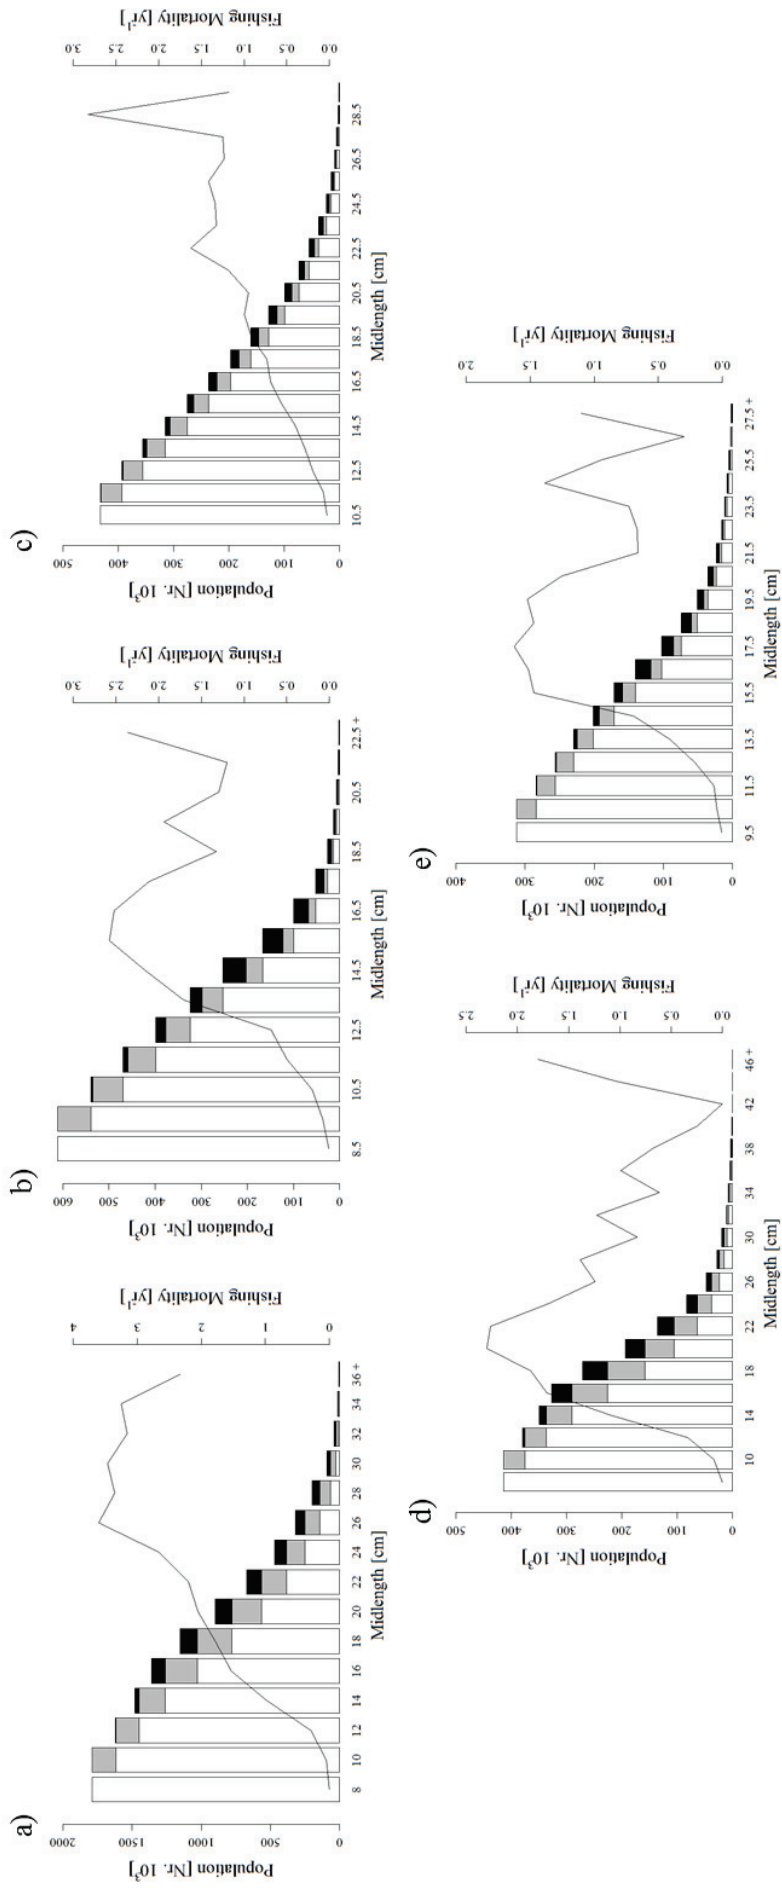 a)
Population [Nr. 10³]
2000
1500
1000
500
0
4
3
2
1
0
Fishing Mortality [yr⁻¹]
8 10 12 14 16 18 20 22 24 26 28 30 32 34 36 +
Midlength [cm]
b)
Population [Nr. 10³]
600
500
400
300
200
100
0
3.0
2.5
2.0
1.5
1.0
0.5
0.0
Fishing Mortality [yr⁻¹]
8.5 10.5 12.5 14.5 16.5 18.5 20.5 22.5 +
Midlength [cm]
c)
Population [Nr. 10³]
500
400
300
200
100
0
3.0
2.5
2.0
1.5
1.0
0.5
0.0
Fishing Mortality [yr⁻¹]
10.5 12.5 14.5 16.5 18.5 20.5 22.5 24.5 26.5 28.5
Midlength [cm]
d)
Population [Nr. 10³]
500
400
300
200
100
0
2.5
2.0
1.5
1.0
0.5
0.0
Fishing Mortality [yr⁻¹]
10 14 18 22 26 30 34 38 42 46 +
Midlength [cm]
e)
Population [Nr. 10³]
400
300
200
100
0
2.0
1.5
1.0
0.5
0.0
Fishing Mortality [yr⁻¹]
9.5 11.5 13.5 15.5 17.5 19.5 21.5 23.5 25.5 27.5 +
Midlength [cm]